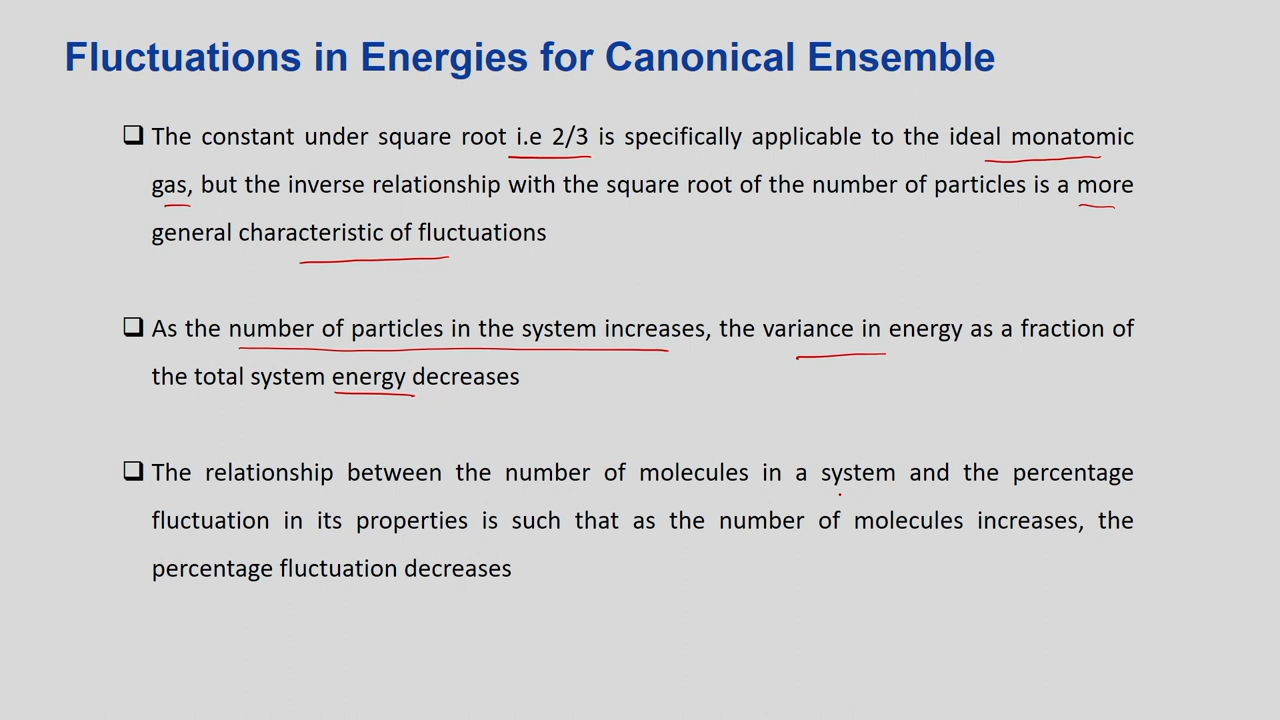 Fluctuations in Energies for Canonical Ensemble
❑ The constant under square root i.e 2/3 is specifically applicable to the ideal monatomic
gas, but the inverse relationship with the square root of the number of particles is a more
general characteristic of fluctuations
❑ As the number of particles in the system increases, the variance in energy as a fraction of
the total system energy decreases
❑ The relationship between the number of molecules in a system and the percentage
fluctuation in its properties is such that as the number of molecules increases, the
percentage fluctuation decreases